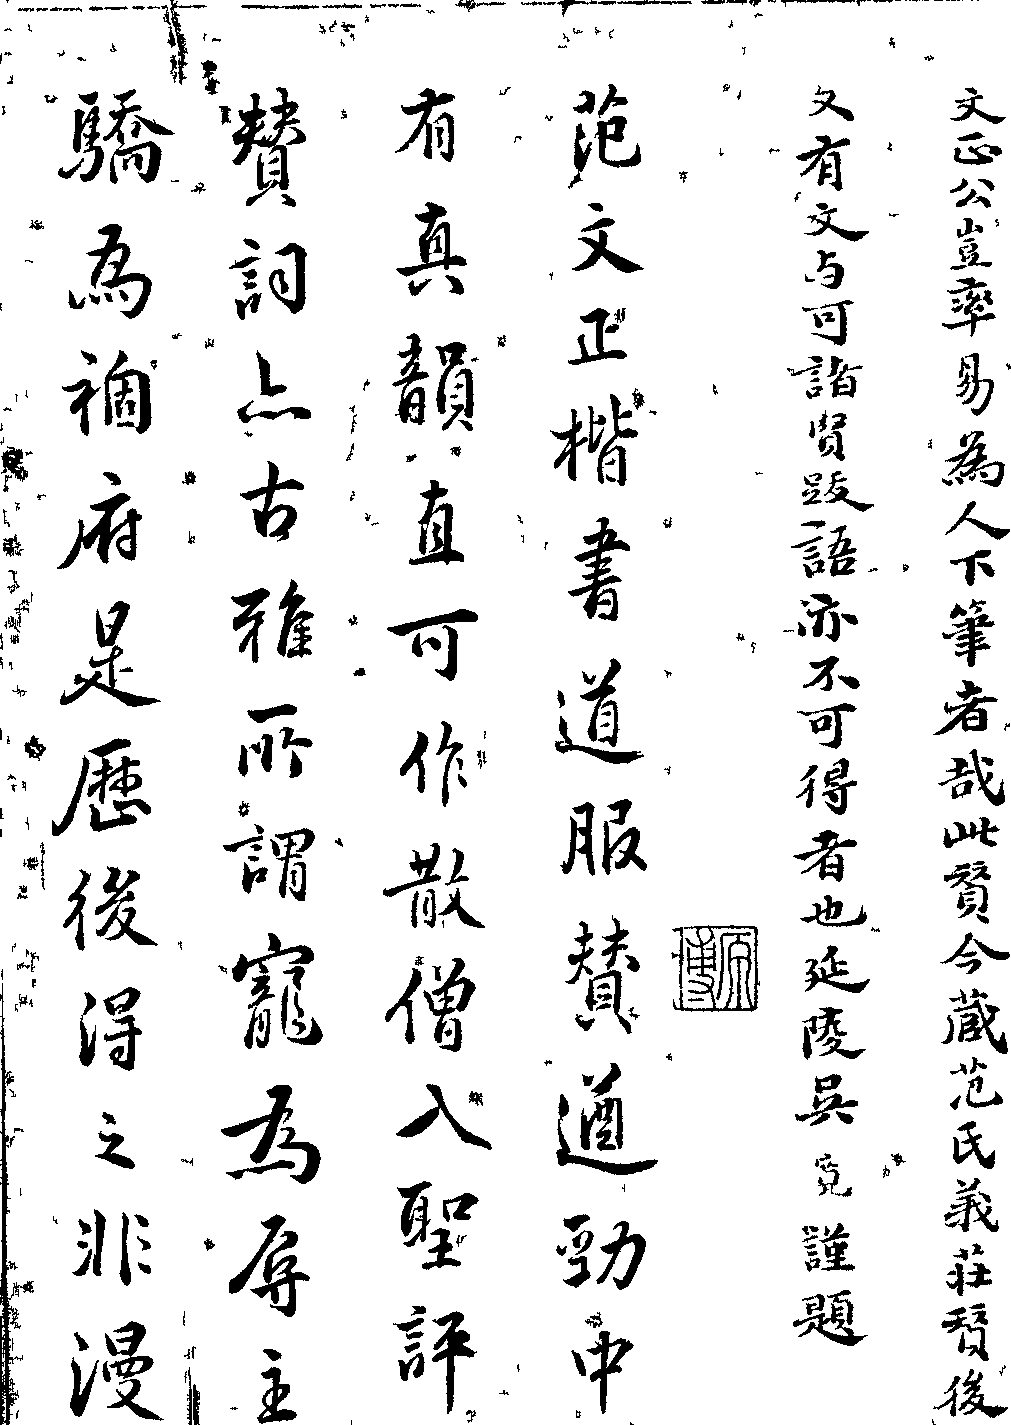 文正公豈率易為人下筆者哉此贊今藏范氏義莊贊後
又有文与可諸賢跋語亦不可得者也延陵吳寬謹題
范文正楷書道服贊遒勁中
有真韻直可作散僧入聖評
贊詞亦古雅所謂寵為辱主
驕為禍府是歷後得之非漫